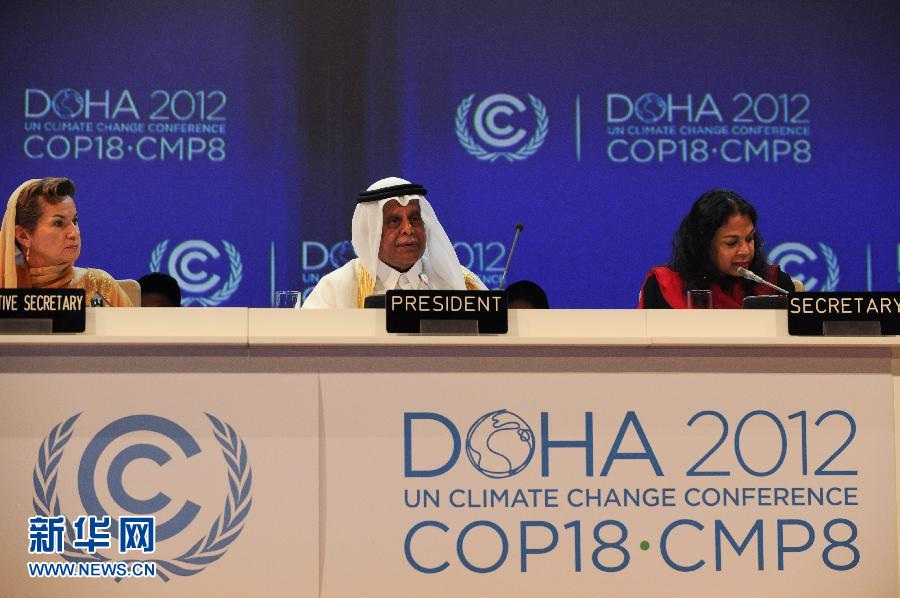 DOHA 2012
UN CLIMATE CHANGE CONFERENCE
COP18·CMP8
DOHA 2012
UN CLIMATE CHANGE CONFERENCE
COP18·CMP8
2012
TIVE SECRETARY
PRESIDENT
SECRETARY
DOHA 2012
UN CLIMATE CHANGE CONFERENCE
COP18·CMP8
新华网
WWW.NEWS.CN